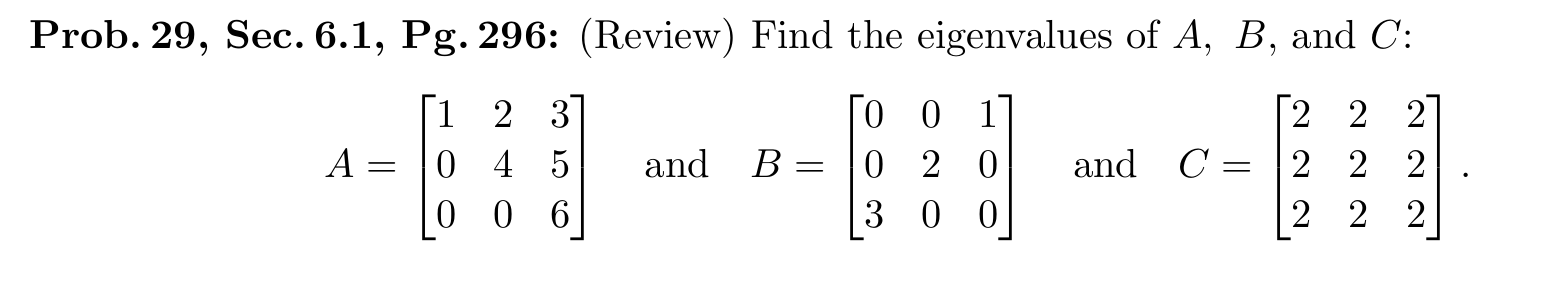 Prob. 29, Sec. 6.1, Pg. 296: (Review) Find the eigenvalues of A, B, and C:
A = [1 2 3; 0 4 5; 0 0 6] and B = [0 0 1; 0 2 0; 3 0 0] and C = [2 2 2; 2 2 2; 2 2 2].